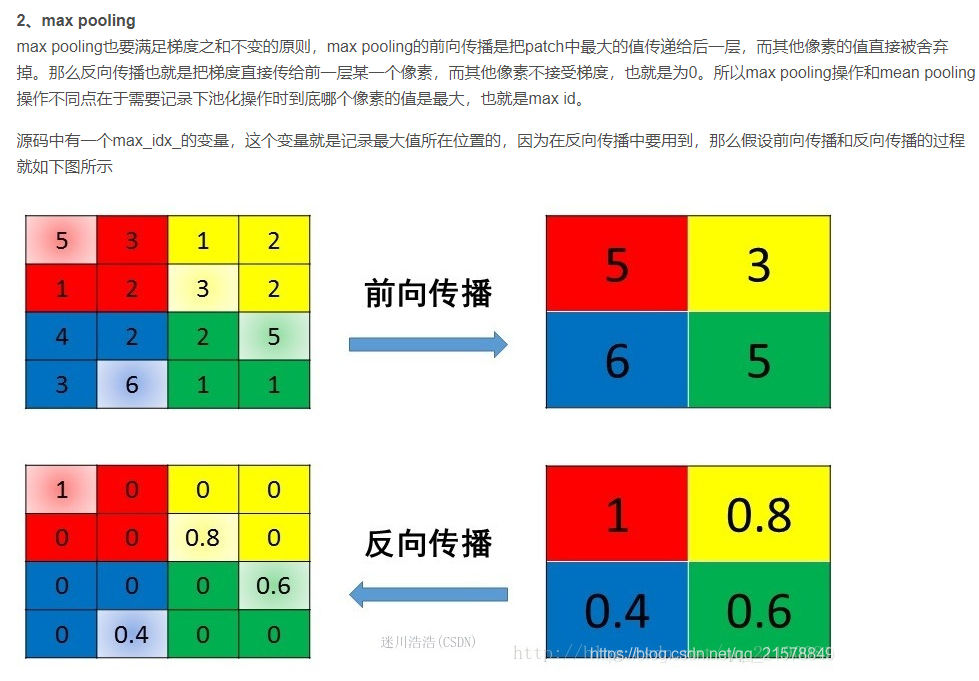 2、max pooling
max pooling也要满足梯度之和不变的原则，max pooling的前向传播是把patch中最大的值传递给后一层，而其他像素的值直接被舍弃
掉。那么反向传播也就是把梯度直接传给前一层某一个像素，而其他像素不接受梯度，也就是为0。所以max pooling操作和mean pooling
操作不同点在于需要记录下池化操作时到底哪个像素的值是最大，也就是max id。
源码中有一个max_idx_的变量，这个变量就是记录最大值所在位置的，因为在反向传播中要用到，那么假设前向传播和反向传播的过程
就如下图所示
5 3 1 2
1 2 3 2
4 2 2 5
3 6 1 1
前向传播
5 3
6 5
1 0 0 0
0 0 0.8 0
0 0 0 0.6
0 0.4 0 0
反向传播
1 0.8
0.4 0.6
迷川浩浩(CSDN)
https://blog.csdn.net/qq_21578849